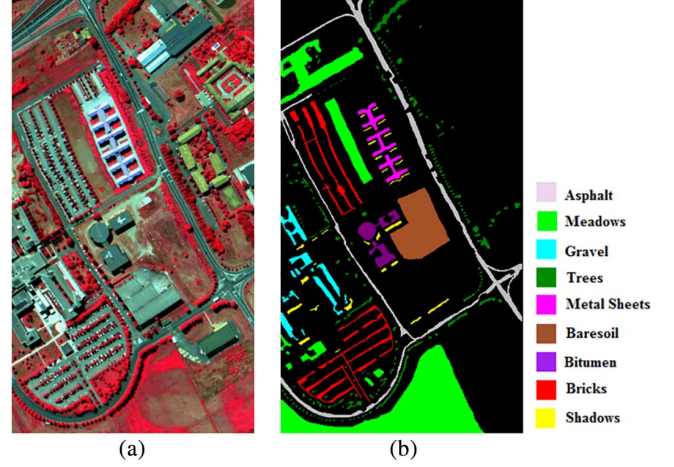 Asphalt
Meadows
Gravel
Trees
Metal Sheets
Baresoil
Bitumen
Bricks
Shadows
(a)
(b)